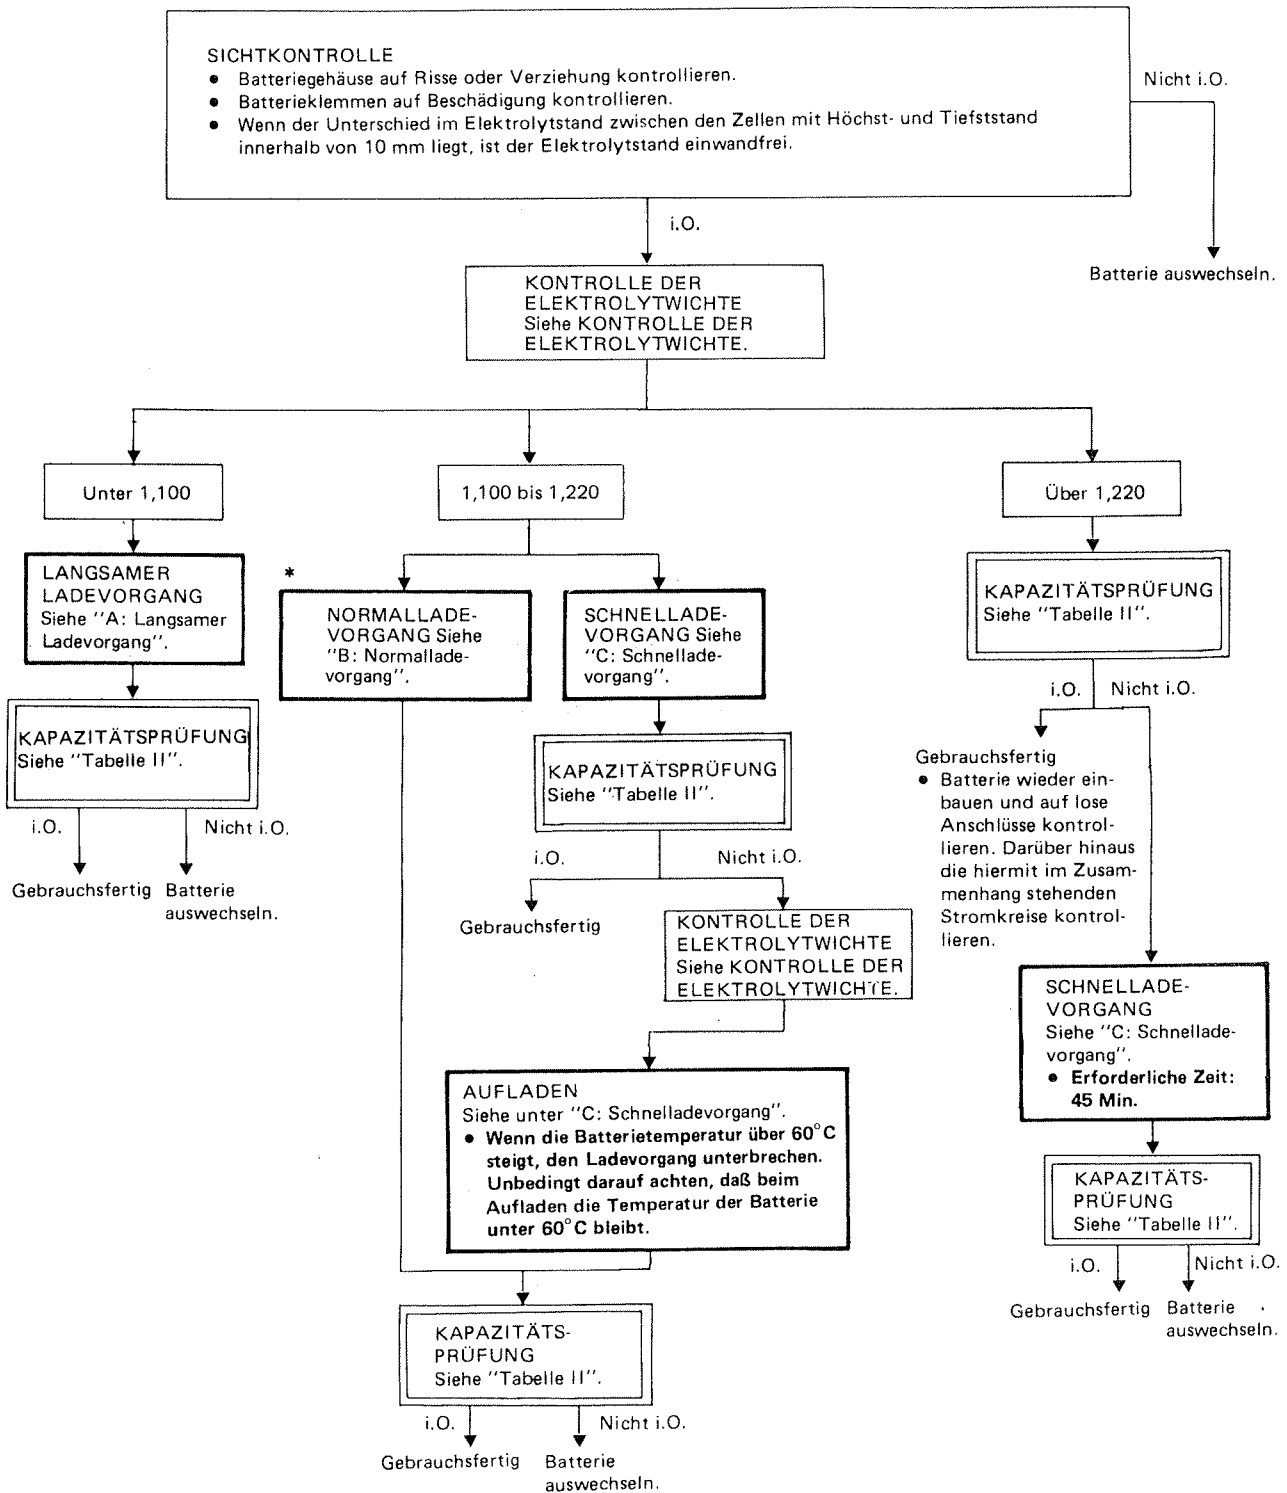 SICHTKONTROLLE
● Batteriegehäuse auf Risse oder Verziehung kontrollieren.
● Batterieklemmen auf Beschädigung kontrollieren.
● Wenn der Unterschied im Elektrolytstand zwischen den Zellen mit Höchst- und Tiefststand
innerhalb von 10 mm liegt, ist der Elektrolytstand einwandfrei.
Nicht i.O.
Batterie auswechseln.
i.O.
KONTROLLE DER
ELEKTROLYTWICHTE
Siehe KONTROLLE DER
ELEKTROLYTWICHTE.
Unter 1,100
LANGSAMER
LADEVORGANG
Siehe "A: Langsamer
Ladevorgang".
KAPAZITÄTSPRÜFUNG
Siehe "Tabelle II".
i.O.
Nicht i.O.
Gebrauchsfertig
Batterie
auswechseln.
1,100 bis 1,220
*
NORMALLADE-
VORGANG Siehe
"B: Normallade-
vorgang".
SCHNELLADE-
VORGANG Siehe
"C: Schnellade-
vorgang".
KAPAZITÄTSPRÜFUNG
Siehe "Tabelle II".
i.O.
Nicht i.O.
Gebrauchsfertig
KONTROLLE DER
ELEKTROLYTWICHTE
Siehe KONTROLLE DER
ELEKTROLYTWICHTE.
AUFLADEN
Siehe unter "C: Schnelladevorgang".
● Wenn die Batterietemperatur über 60°C
steigt, den Ladevorgang unterbrechen.
Unbedingt darauf achten, daß beim
Aufladen die Temperatur der Batterie
unter 60°C bleibt.
KAPAZITÄTS-
PRÜFUNG
Siehe "Tabelle II".
i.O.
Nicht i.O.
Gebrauchsfertig
Batterie
auswechseln.
Über 1,220
KAPAZITÄTSPRÜFUNG
Siehe "Tabelle II".
i.O.
Nicht i.O.
Gebrauchsfertig
● Batterie wieder ein-
bauen und auf lose
Anschlüsse kontrol-
lieren. Darüber hinaus
die hiermit im Zusam-
menhang stehenden
Stromkreise kontrol-
lieren.
SCHNELLADE-
VORGANG
Siehe "C: Schnellade-
vorgang".
● Erforderliche Zeit:
45 Min.
KAPAZITÄTS-
PRÜFUNG
Siehe "Tabelle II".
i.O.
Nicht i.O.
Gebrauchsfertig
Batterie
auswechseln.